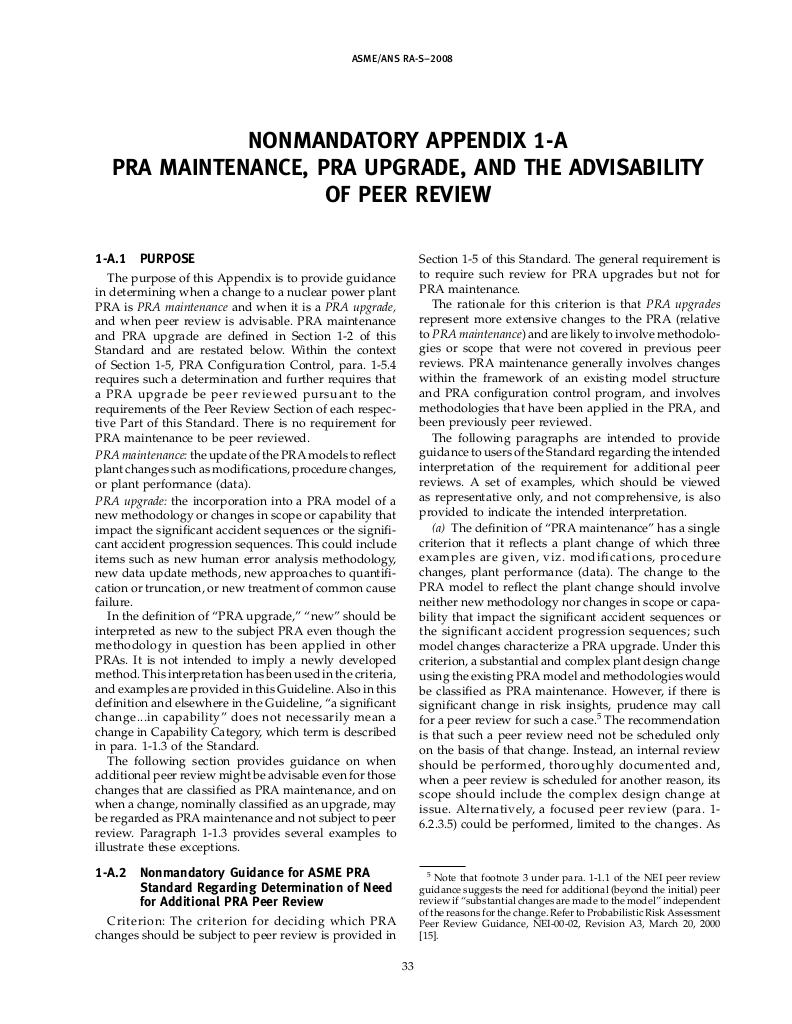 ASME/ANS RA-S–2008
NONMANDATORY APPENDIX 1-A
PRA MAINTENANCE, PRA UPGRADE, AND THE ADVISABILITY
OF PEER REVIEW
1-A.1 PURPOSE
The purpose of this Appendix is to provide guidance
in determining when a change to a nuclear power plant
PRA is PRA maintenance and when it is a PRA upgrade,
and when peer review is advisable. PRA maintenance
and PRA upgrade are defined in Section 1-2 of this
Standard and are restated below. Within the context
of Section 1-5, PRA Configuration Control, para. 1-5.4
requires such a determination and further requires that
a PRA upgrade be peer reviewed pursuant to the
requirements of the Peer Review Section of each respec-
tive Part of this Standard. There is no requirement for
PRA maintenance to be peer reviewed.
PRA maintenance: the update of the PRA models to reflect
plant changes such as modifications, procedure changes,
or plant performance (data).
PRA upgrade: the incorporation into a PRA model of a
new methodology or changes in scope or capability that
impact the significant accident sequences or the signifi-
cant accident progression sequences. This could include
items such as new human error analysis methodology,
new data update methods, new approaches to quantifi-
cation or truncation, or new treatment of common cause
failure.
In the definition of “PRA upgrade,” “new” should be
interpreted as new to the subject PRA even though the
methodology in question has been applied in other
PRAs. It is not intended to imply a newly developed
method. This interpretation has been used in the criteria,
and examples are provided in this Guideline. Also in this
definition and elsewhere in the Guideline, “a significant
change...in capability” does not necessarily mean a
change in Capability Category, which term is described
in para. 1-1.3 of the Standard.
The following section provides guidance on when
additional peer review might be advisable even for those
changes that are classified as PRA maintenance, and on
when a change, nominally classified as an upgrade, may
be regarded as PRA maintenance and not subject to peer
review. Paragraph 1-1.3 provides several examples to
illustrate these exceptions.
1-A.2 Nonmandatory Guidance for ASME PRA
Standard Regarding Determination of Need
for Additional PRA Peer Review
Criterion: The criterion for deciding which PRA
changes should be subject to peer review is provided in
Section 1-5 of this Standard. The general requirement is
to require such review for PRA upgrades but not for
PRA maintenance.
The rationale for this criterion is that PRA upgrades
represent more extensive changes to the PRA (relative
to PRA maintenance) and are likely to involve methodolo-
gies or scope that were not covered in previous peer
reviews. PRA maintenance generally involves changes
within the framework of an existing model structure
and PRA configuration control program, and involves
methodologies that have been applied in the PRA, and
been previously peer reviewed.
The following paragraphs are intended to provide
guidance to users of the Standard regarding the intended
interpretation of the requirement for additional peer
reviews. A set of examples, which should be viewed
as representative only, and not comprehensive, is also
provided to indicate the intended interpretation.
(a) The definition of “PRA maintenance” has a single
criterion that it reflects a plant change of which three
examples are given, viz. modifications, procedure
changes, plant performance (data). The change to the
PRA model to reflect the plant change should involve
neither new methodology nor changes in scope or capa-
bility that impact the significant accident sequences or
the significant accident progression sequences; such
model changes characterize a PRA upgrade. Under this
criterion, a substantial and complex plant design change
using the existing PRA model and methodologies would
be classified as PRA maintenance. However, if there is
significant change in risk insights, prudence may call
for a peer review for such a case.5 The recommendation
is that such a peer review need not be scheduled only
on the basis of that change. Instead, an internal review
should be performed, thoroughly documented and,
when a peer review is scheduled for another reason, its
scope should include the complex design change at
issue. Alternatively, a focused peer review (para. 1-
6.2.3.5) could be performed, limited to the changes. As
5 Note that footnote 3 under para. 1-1.1 of the NEI peer review
guidance suggests the need for additional (beyond the initial) peer
review if “substantial changes are made to the model” independent
of the reasons for the change. Refer to Probabilistic Risk Assessment
Peer Review Guidance, NEI-00-02, Revision A3, March 20, 2000
[15].
33